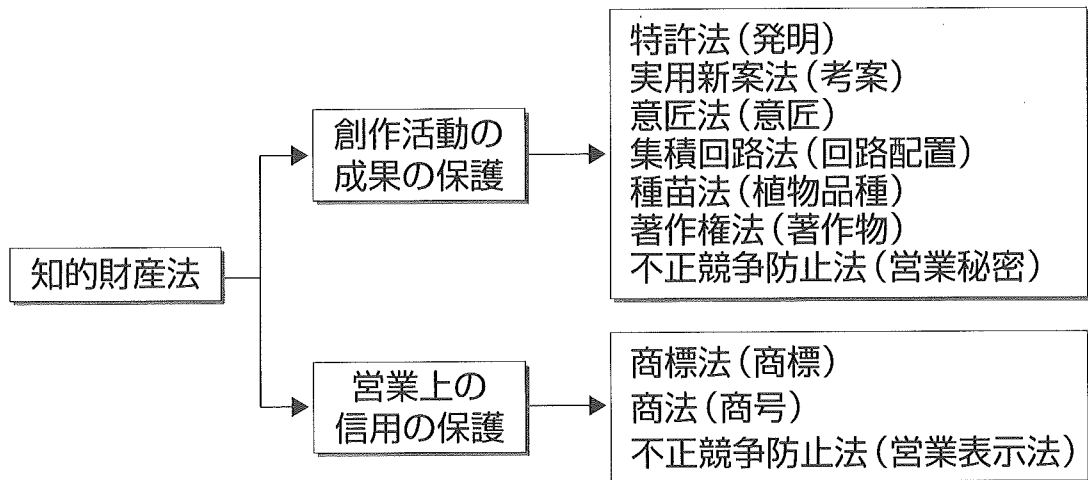 知的財産法
創作活動の
成果の保護
特許法（発明）
実用新案法（考案）
意匠法（意匠）
集積回路法（回路配置）
種苗法（植物品種）
著作権法（著作物）
不正競争防止法（営業秘密）
営業上の
信用の保護
商標法（商標）
商法（商号）
不正競争防止法（営業表示法）